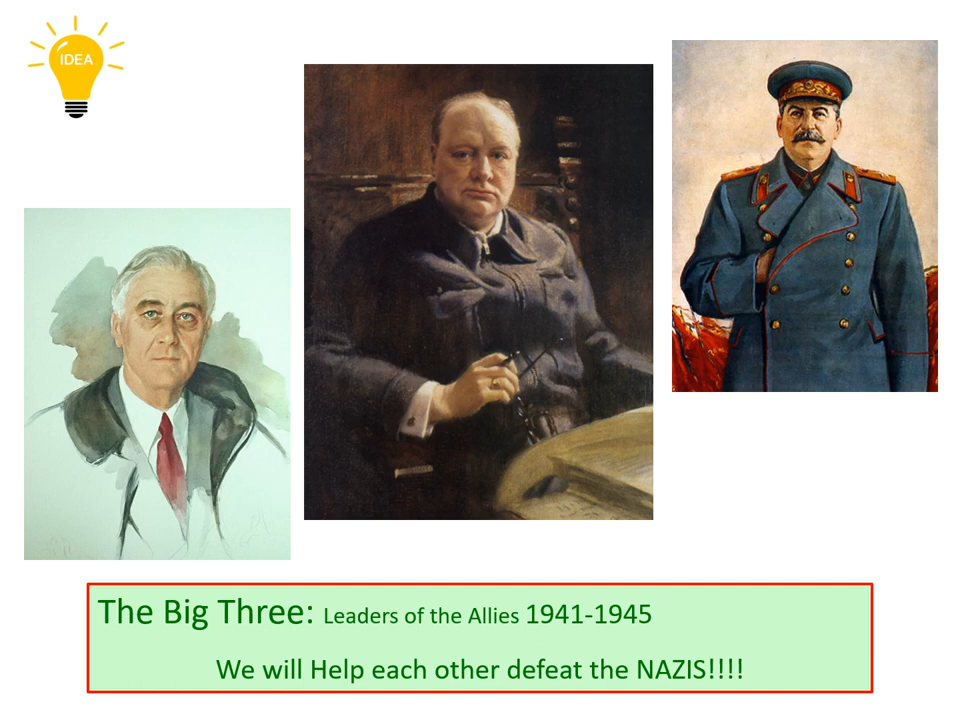 IDEA
The Big Three: Leaders of the Allies 1941-1945
We will Help each other defeat the NAZIS!!!!